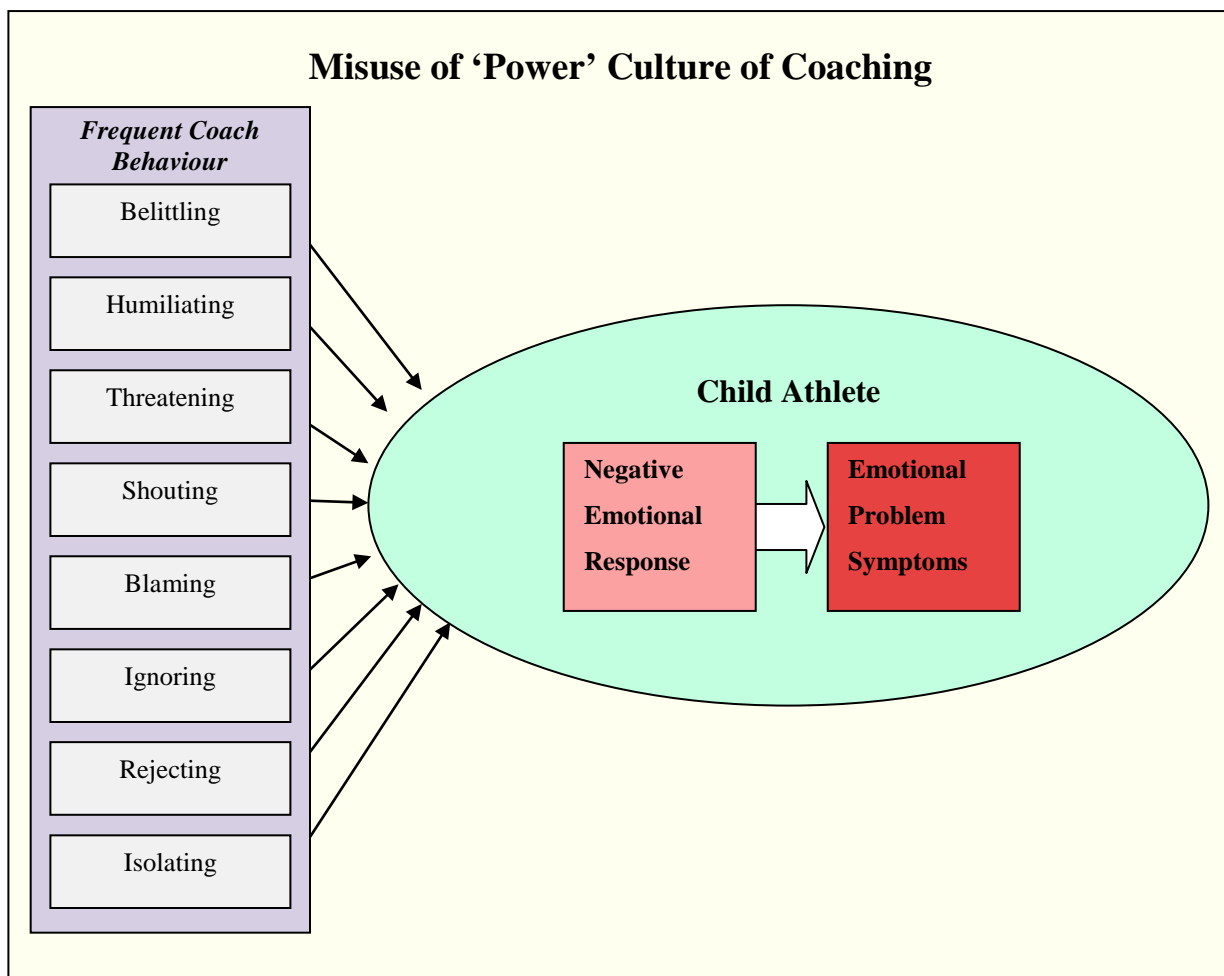 Misuse of ‘Power’ Culture of Coaching
Frequent Coach
Behaviour
Belittling
Humiliating
Threatening
Shouting
Blaming
Ignoring
Rejecting
Isolating
Child Athlete
Negative
Emotional
Response
Emotional
Problem
Symptoms